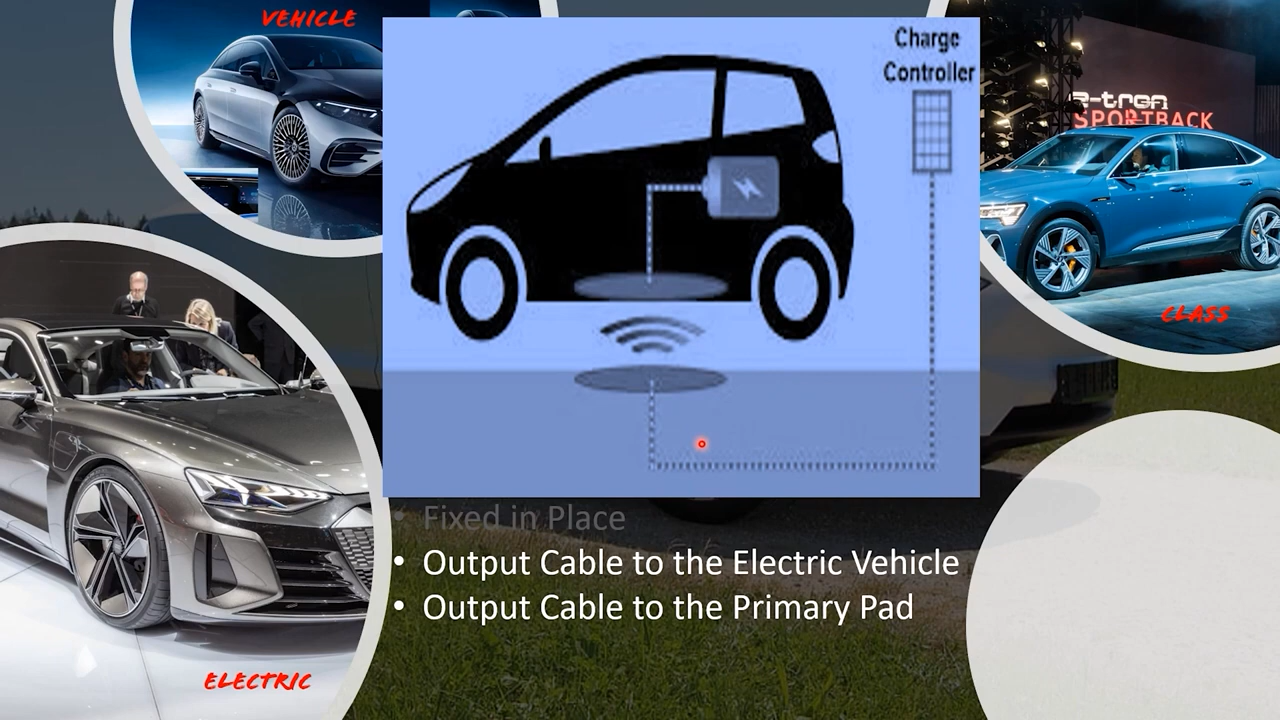 VEHICLE
Charge
Controller
e-tron
SPORTBACK
CLASS
• Fixed in Place
• Output Cable to the Electric Vehicle
• Output Cable to the Primary Pad
ELECTRIC